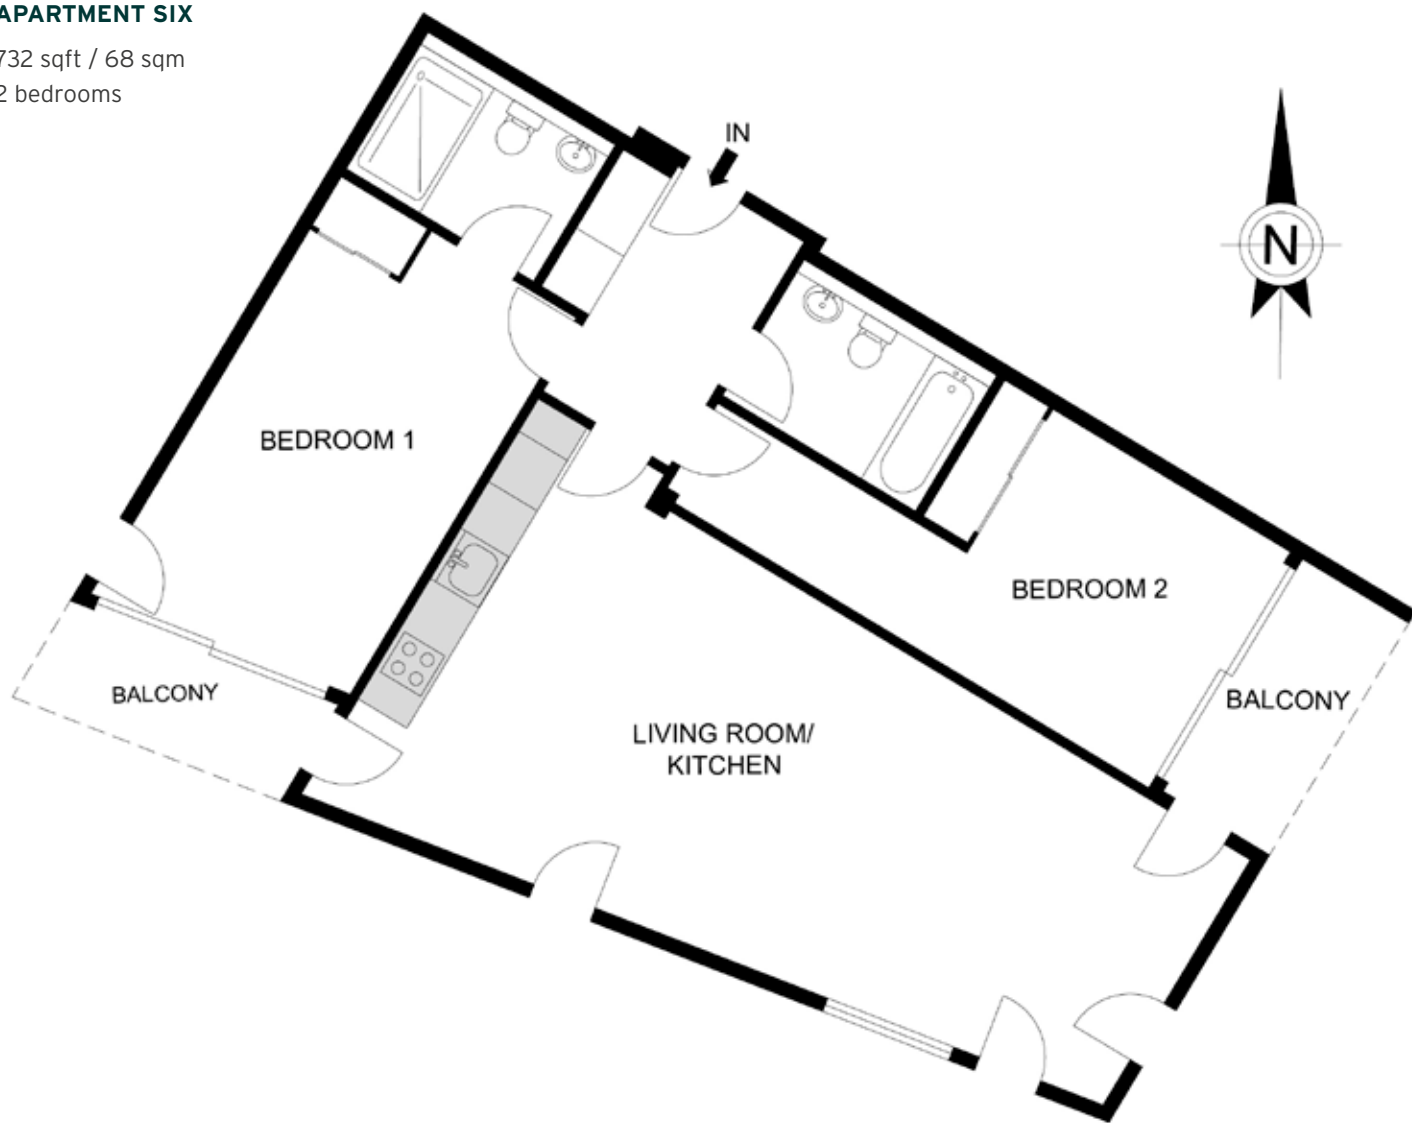 APARTMENT SIX
732 sqft / 68 sqm
2 bedrooms
IN
N
BEDROOM 1
BEDROOM 2
BALCONY
BALCONY
LIVING ROOM/
KITCHEN